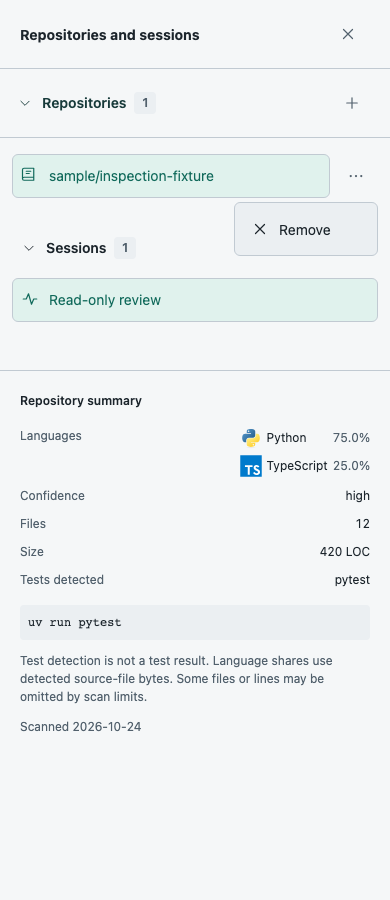 Repositories and sessions
Repositories 1
sample/inspection-fixture
Remove
Sessions 1
Read-only review
Repository summary
Languages Python 75.0%
TS TypeScript 25.0%
Confidence high
Files 12
Size 420 LOC
Tests detected pytest
uv run pytest
Test detection is not a test result. Language shares use
detected source-file bytes. Some files or lines may be
omitted by scan limits.
Scanned 2026-10-24